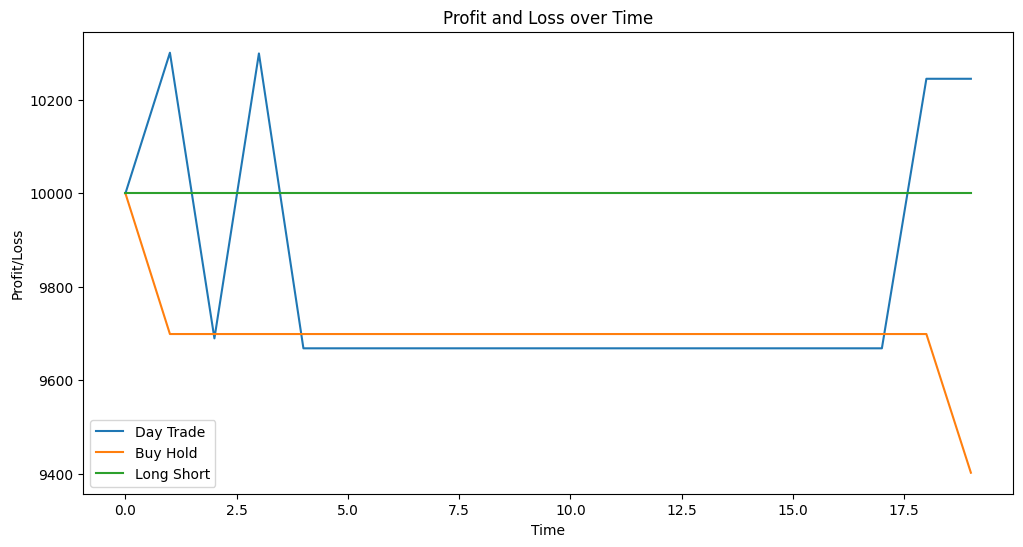 Profit and Loss over Time
Profit/Loss
10200
10000
9800
9600
9400
Day Trade
Buy Hold
Long Short
0.0 2.5 5.0 7.5 10.0 12.5 15.0 17.5
Time